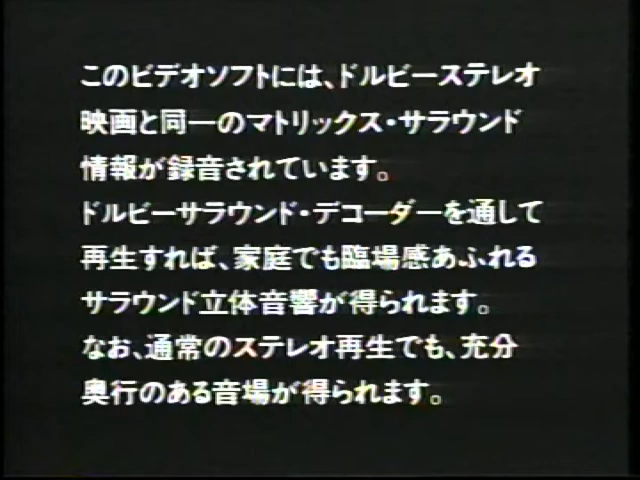 このビデオソフトには、ドルビーステレオ
映画と同一のマトリックス・サラウンド
情報が録音されています。
ドルビーサラウンド・デコーダーを通して
再生すれば、家庭でも臨場感あふれる
サラウンド立体音響が得られます。
なお、通常のステレオ再生でも、充分
奥行のある音場が得られます。